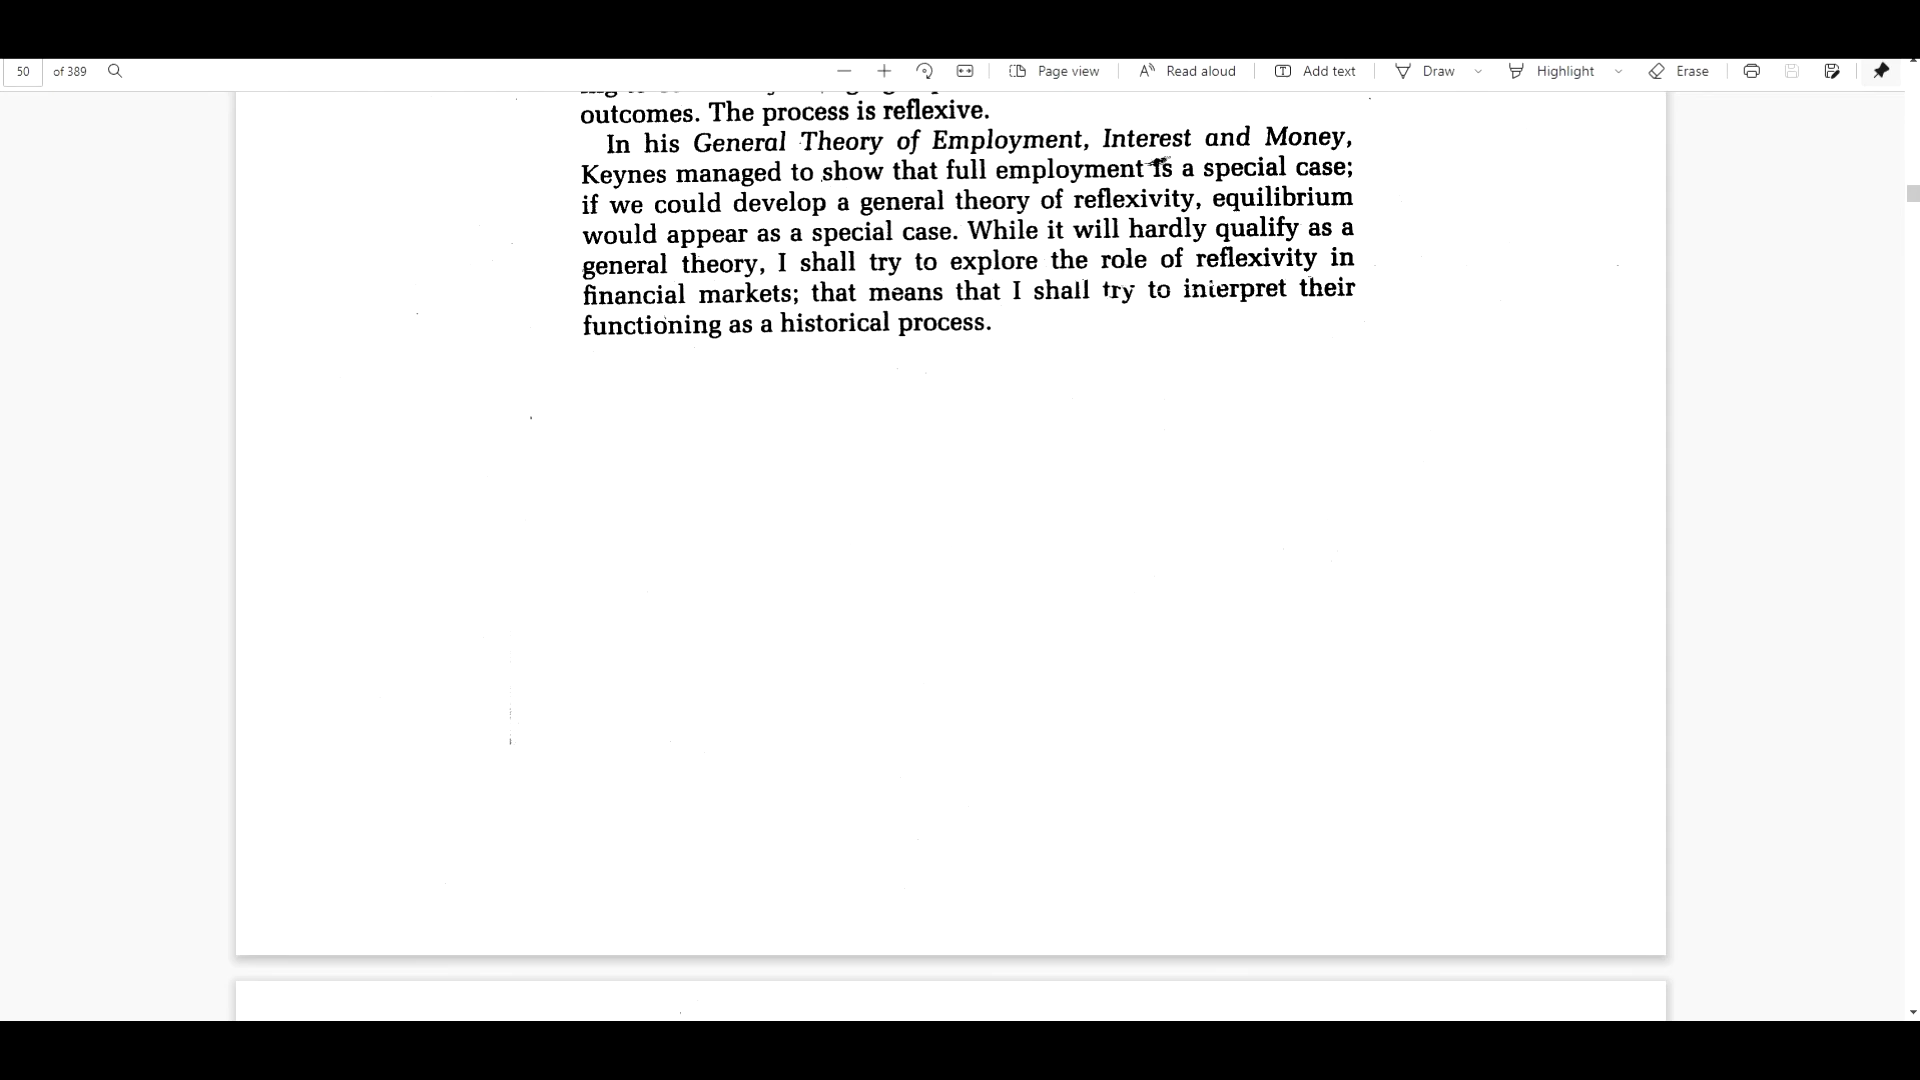 50 of 389 Page view Read aloud Add text Draw Highlight Erase
outcomes. The process is reflexive.
In his General Theory of Employment, Interest and Money,
Keynes managed to show that full employment is a special case;
if we could develop a general theory of reflexivity, equilibrium
would appear as a special case. While it will hardly qualify as a
general theory, I shall try to explore the role of reflexivity in
financial markets; that means that I shall try to interpret their
functioning as a historical process.